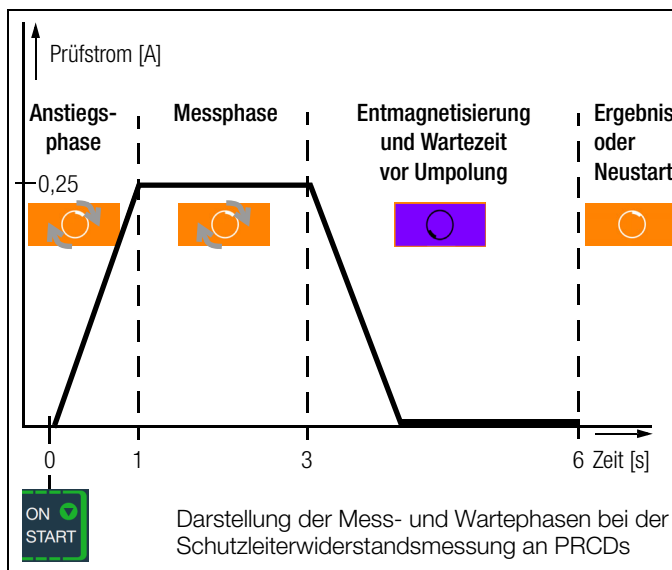 Prüfstrom [A]
Anstiegs-
phase
Messphase
Entmagnetisierung
und Wartezeit
vor Umpolung
Ergebnis
oder
Neustart
0,25
0
1
3
6
Zeit [s]
ON
START
Darstellung der Mess- und Wartephasen bei der
Schutzleiterwiderstandsmessung an PRCDs